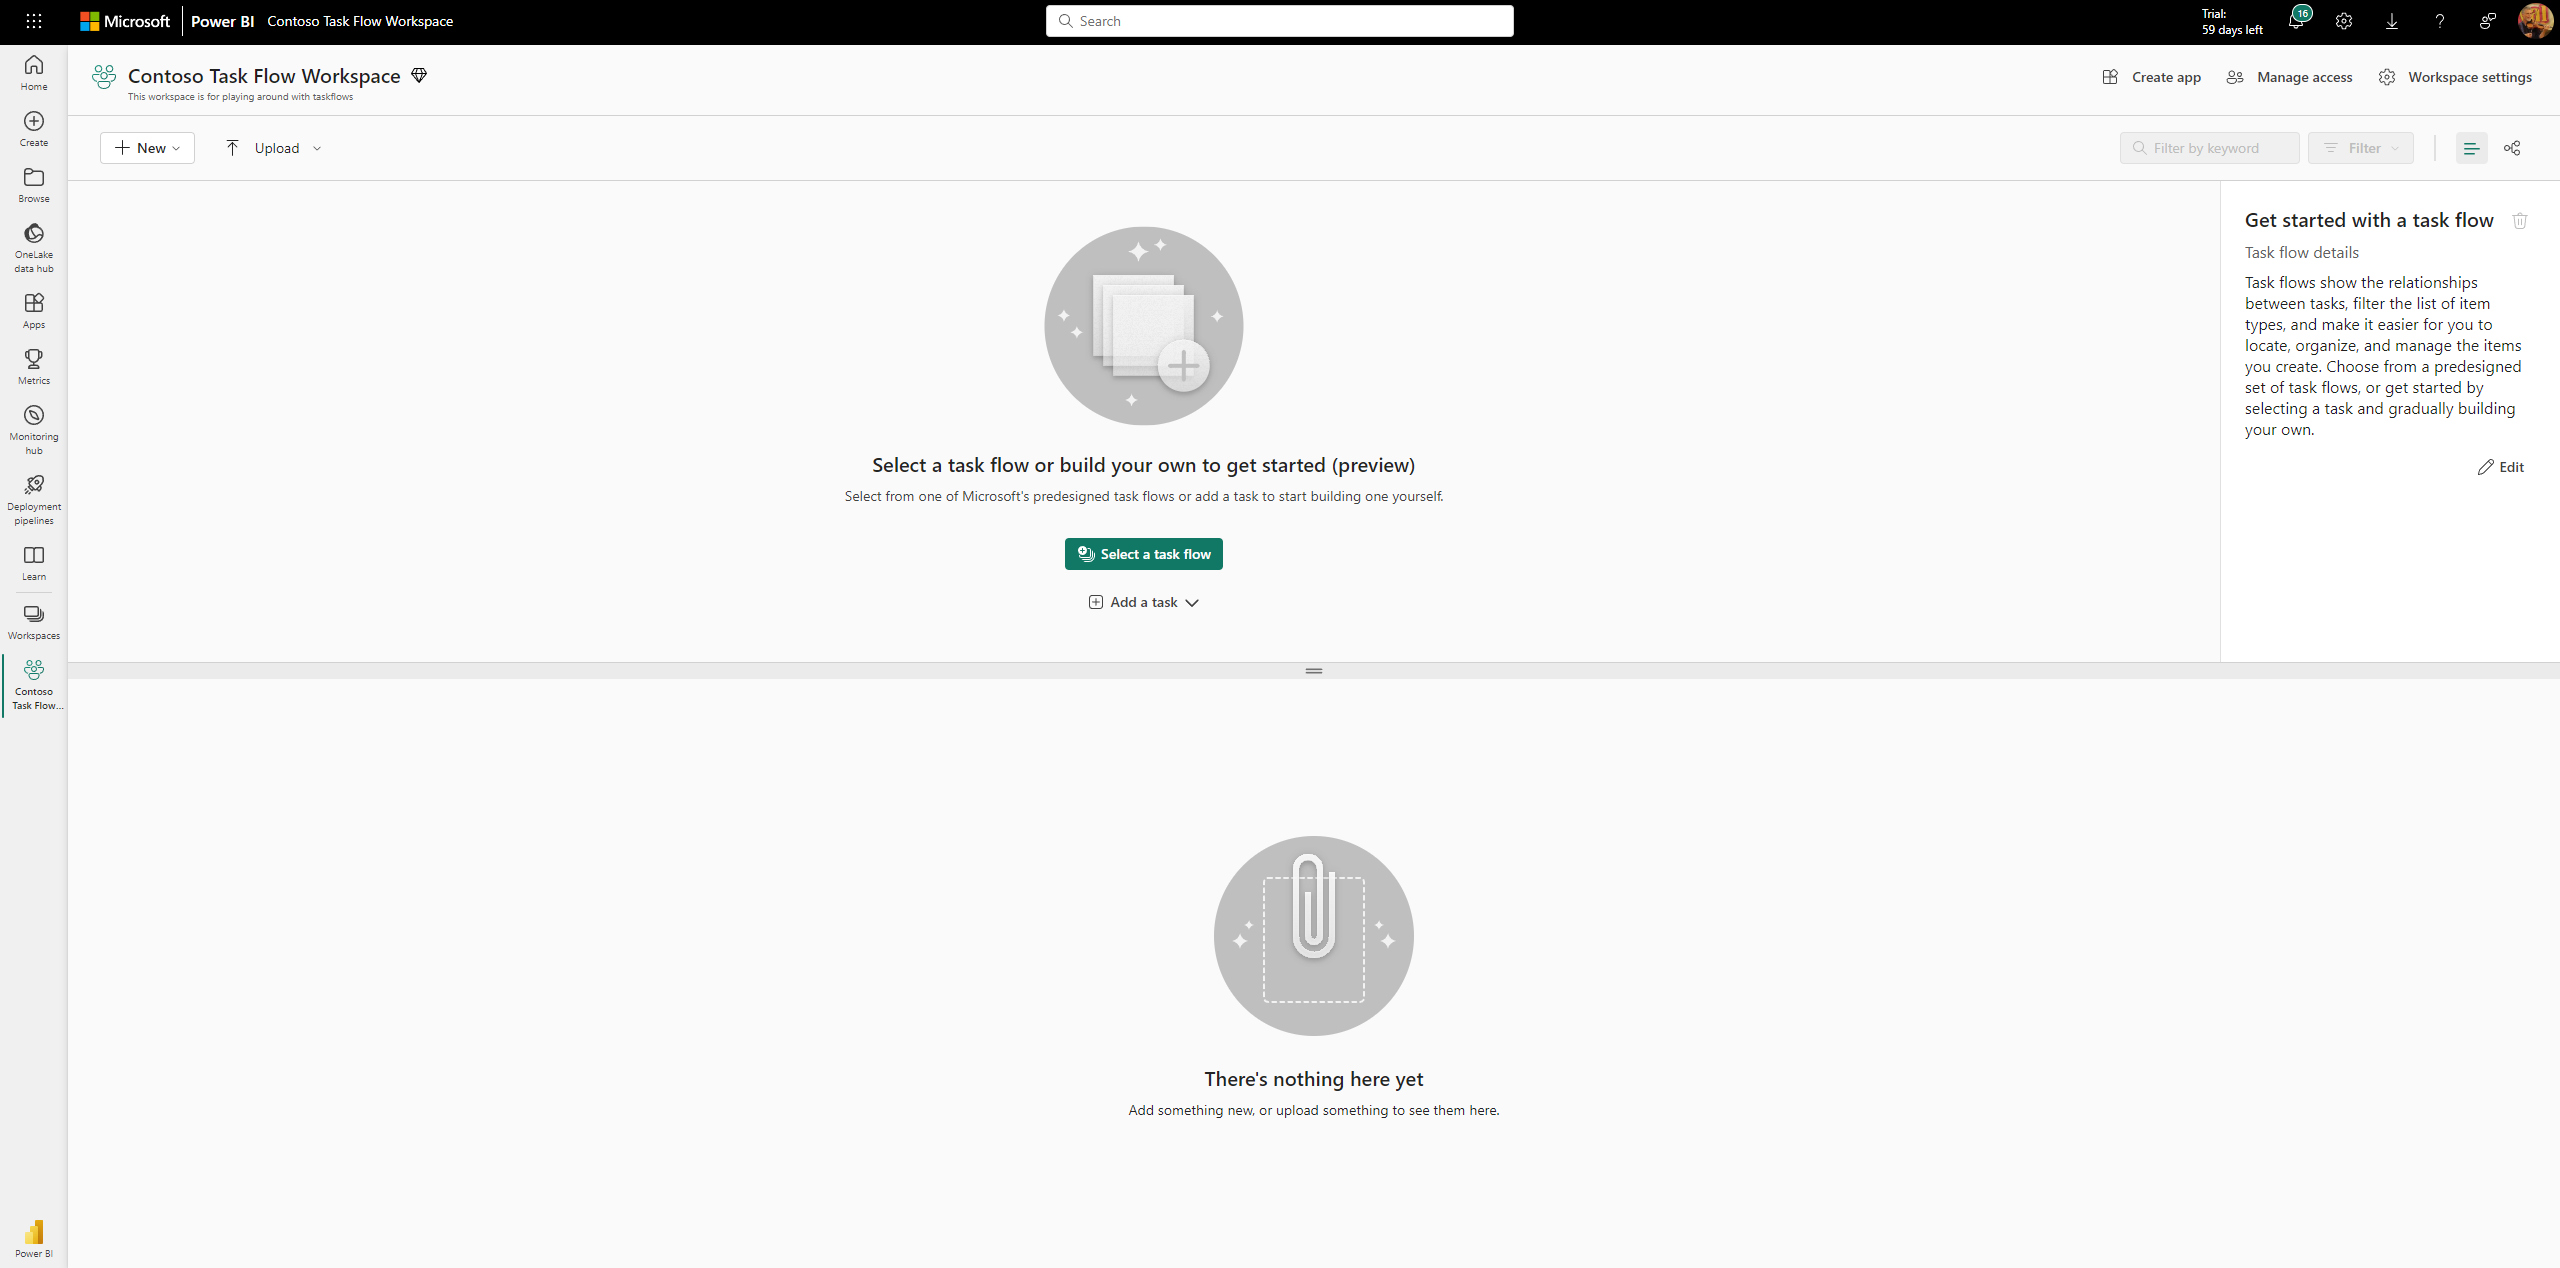 Microsoft
Power BI
Contoso Task Flow Workspace
Search
Trial:
59 days left
16
Home
Create
Browse
OneLake
data hub
Apps
Metrics
Monitoring
hub
Deployment
pipelines
Learn
Workspaces
Contoso
Task Flow...
Power BI
Contoso Task Flow Workspace
This workspace is for playing around with taskflows
Create app
Manage access
Workspace settings
New
Upload
Filter by keyword
Filter
Select a task flow or build your own to get started (preview)
Select from one of Microsoft's predesigned task flows or add a task to start building one yourself.
Select a task flow
Add a task
Get started with a task flow
Task flow details
Task flows show the relationships
between tasks, filter the list of item
types, and make it easier for you to
locate, organize, and manage the items
you create. Choose from a predesigned
set of task flows, or get started by
selecting a task and gradually building
your own.
Edit
There's nothing here yet
Add something new, or upload something to see them here.